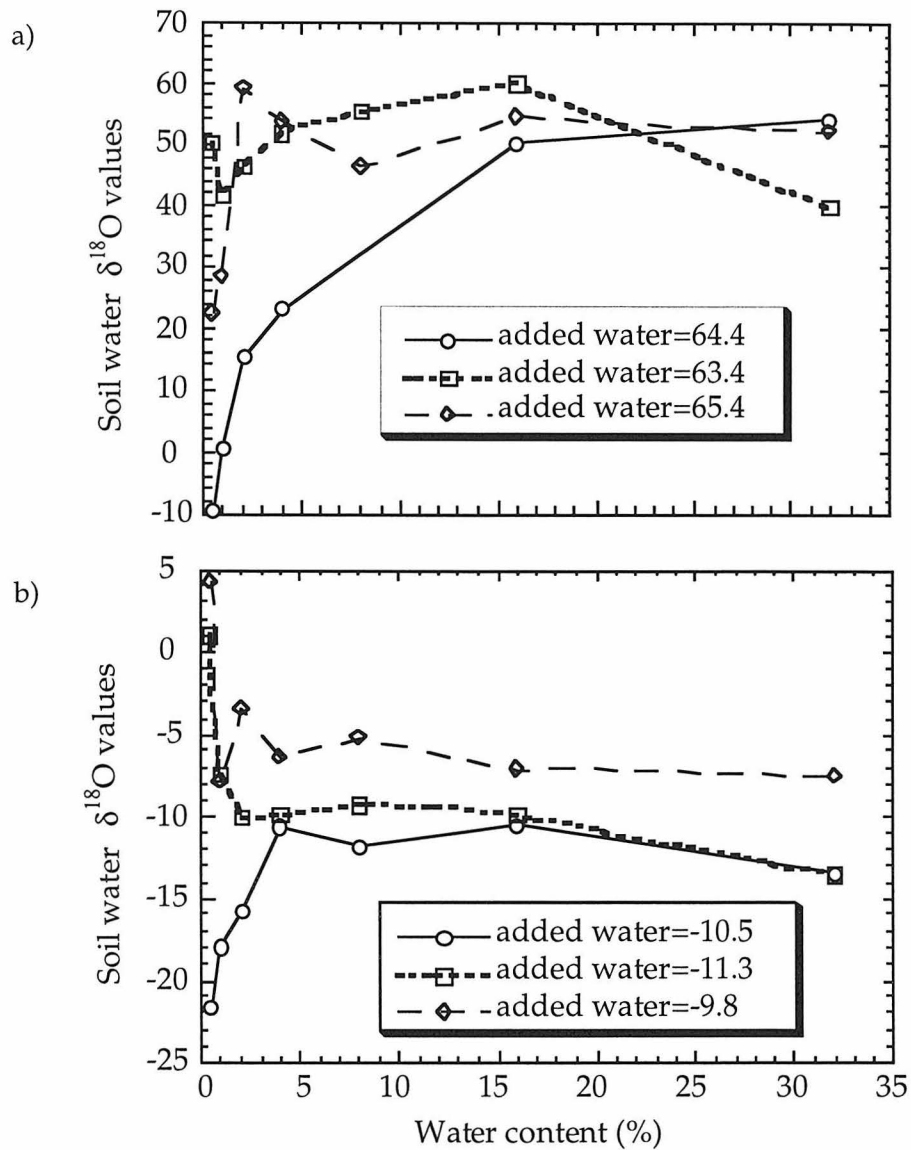 a)
70
60
50
40
30
20
10
0
-10
Soil water δ¹⁸O values
added water=64.4
added water=63.4
added water=65.4
b)
5
0
-5
-10
-15
-20
-25
Soil water δ¹⁸O values
added water=-10.5
added water=-11.3
added water=-9.8
0 5 10 15 20 25 30 35
Water content (%)